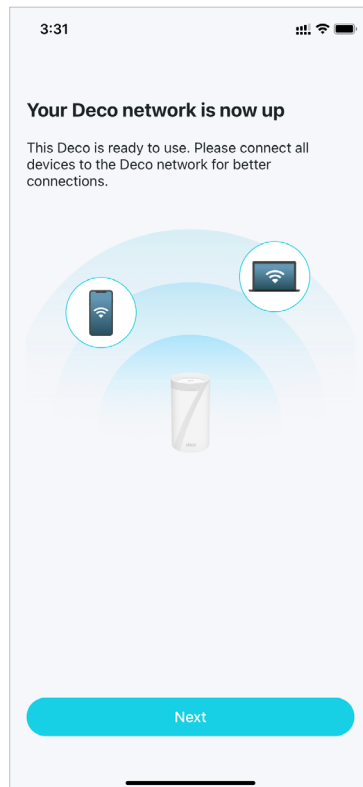 3:31
Your Deco network is now up
This Deco is ready to use. Please connect all
devices to the Deco network for better
connections.
Next